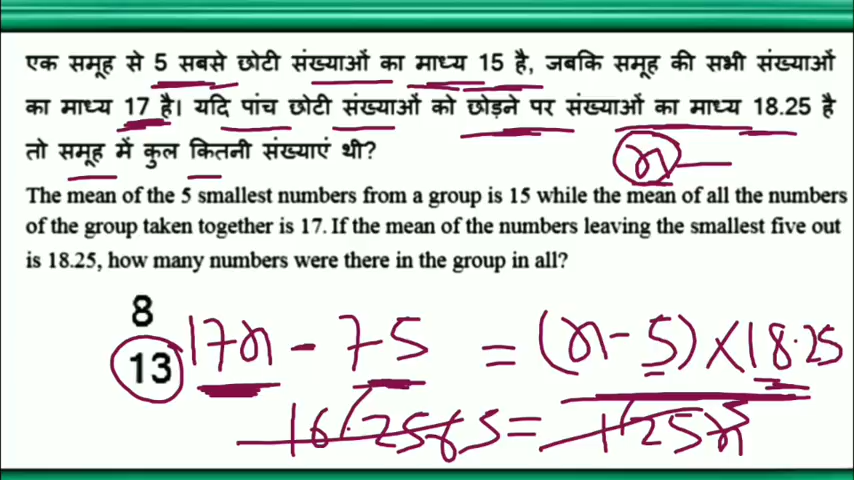 एक समूह से 5 सबसे छोटी संख्याओं का माध्य 15 है, जबकि समूह की सभी संख्याओं
का माध्य 17 है। यदि पांच छोटी संख्याओं को छोड़ने पर संख्याओं का माध्य 18.25 है
तो समूह में कुल कितनी संख्याएं थी?
x
The mean of the 5 smallest numbers from a group is 15 while the mean of all the numbers
of the group taken together is 17. If the mean of the numbers leaving the smallest five out
is 18.25, how many numbers were there in the group in all?
8
13
17x - 75 = (x - 5) × 18.25